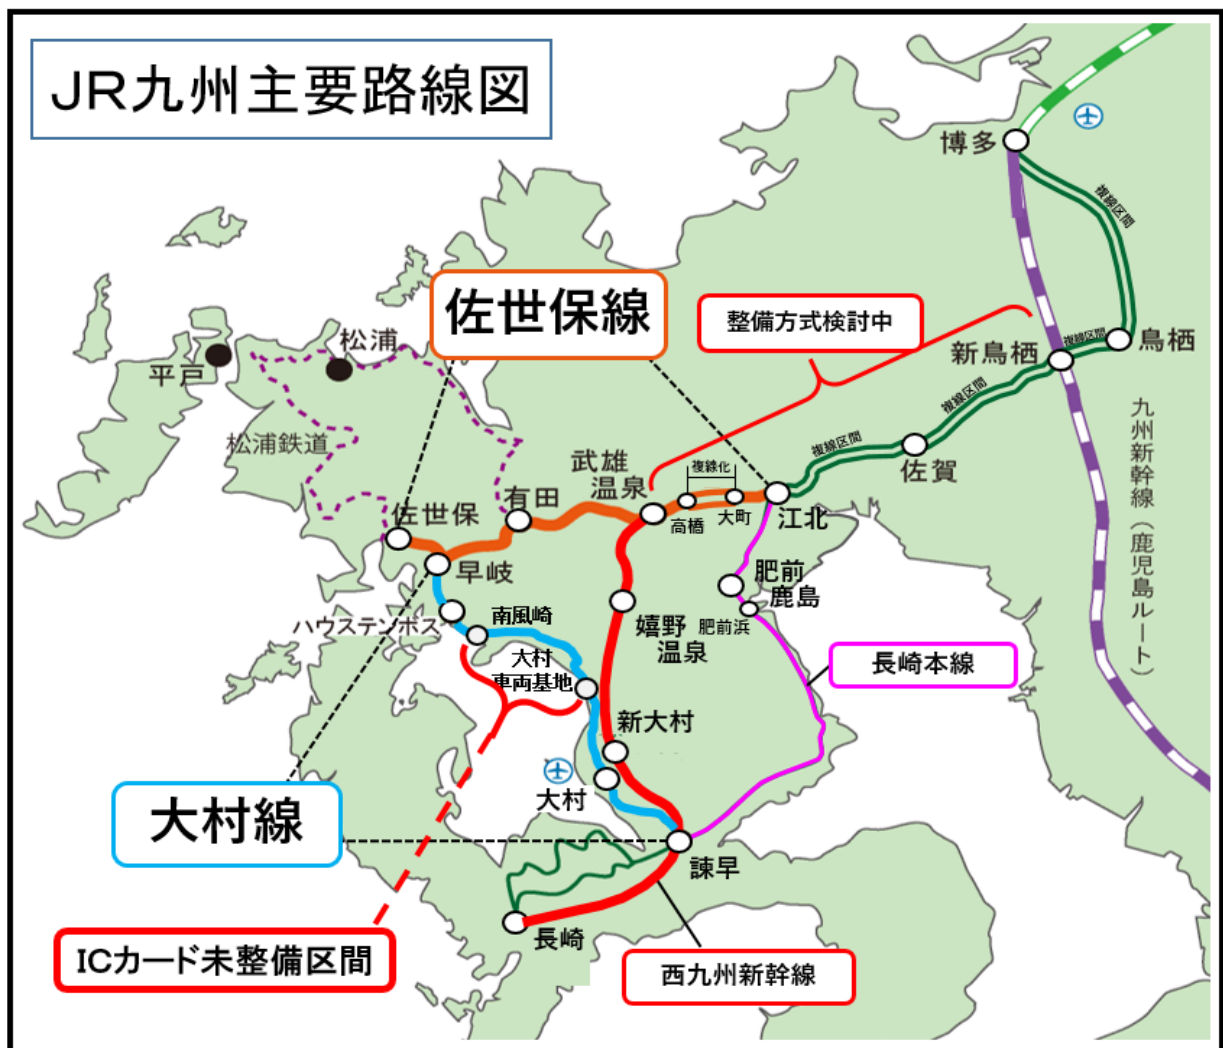 JR九州主要路線図
博多
複線区間
佐世保線
整備方式検討中
松浦
平戸
複線区間
新鳥栖
鳥栖
複線区間
松浦鉄道
複線区間
九州新幹線（鹿児島ルート）
武雄
温泉
複線化
佐賀
有田
佐世保
高橋
大町
江北
早岐
肥前
鹿島
ハウステンボス
南風崎
嬉野
温泉
肥前浜
大村
車両基地
長崎本線
新大村
大村
大村線
諫早
長崎
ICカード未整備区間
西九州新幹線